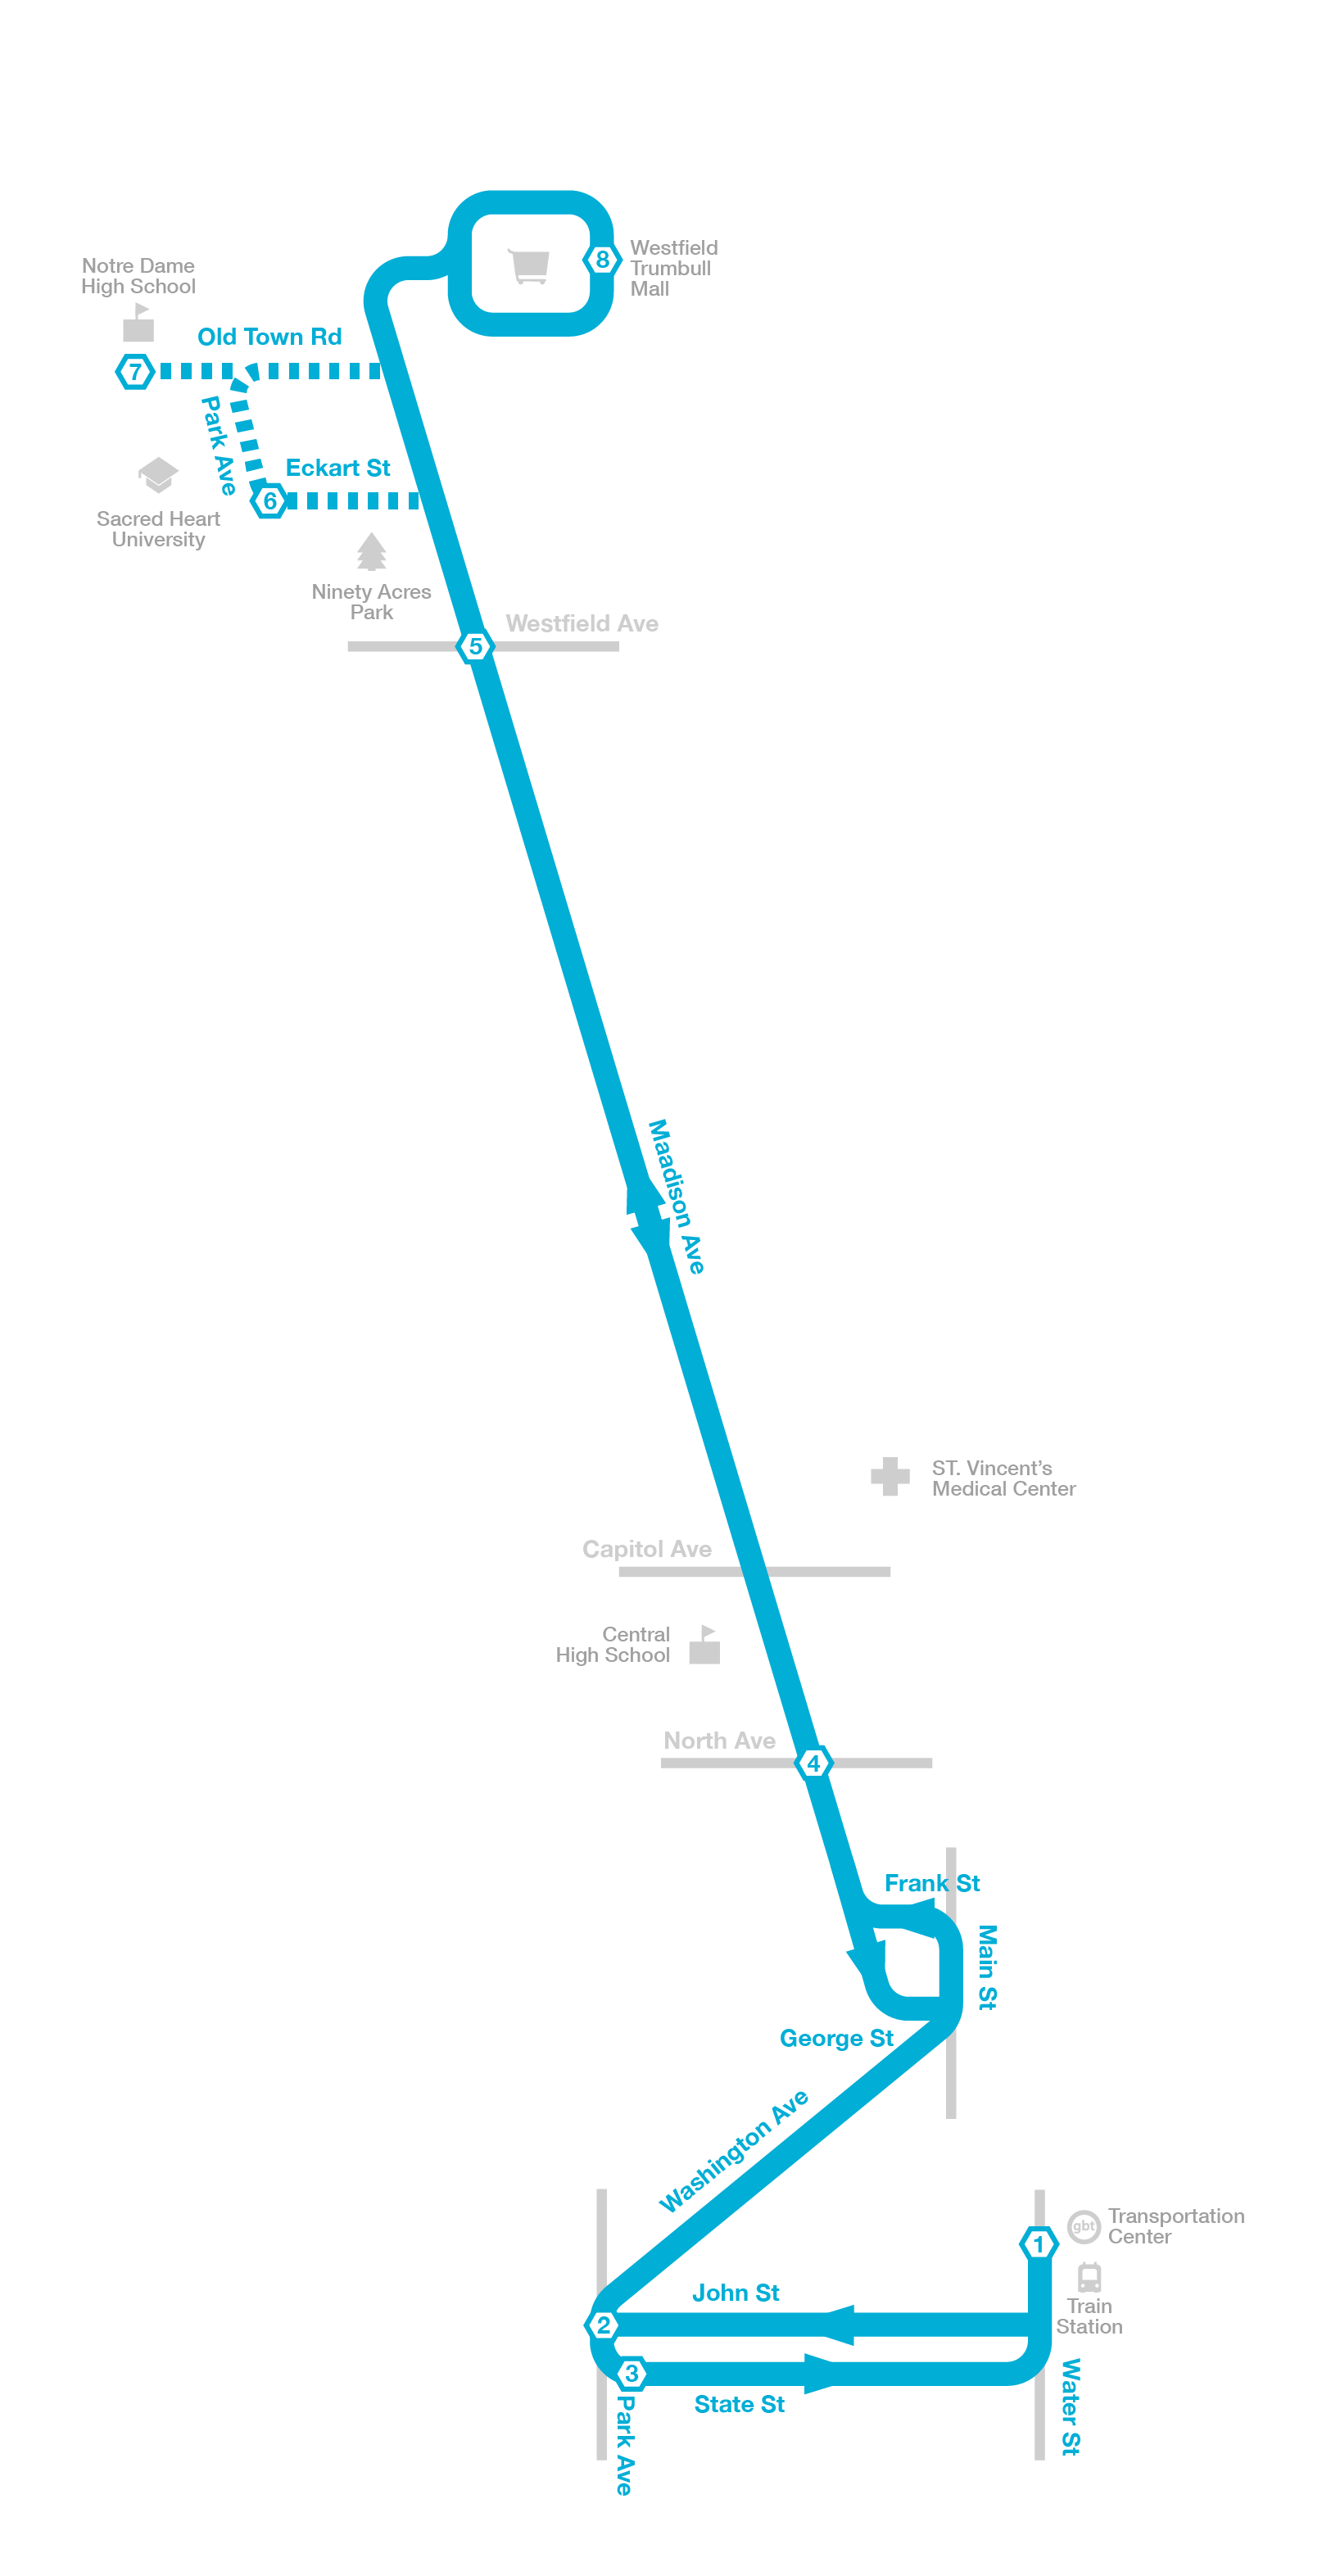 Westfield
Trumbull
Mall
8
Notre Dame
High School
Old Town Rd
7
Park Ave
Eckart St
6
Sacred Heart
University
Ninety Acres
Park
Westfield Ave
5
Maadison Ave
ST. Vincent's
Medical Center
Capitol Ave
Central
High School
North Ave
4
Frank St
Main St
George St
Washington Ave
gbt
Transportation
Center
1
John St
Train
Station
2
3
State St
Water St
Park Ave